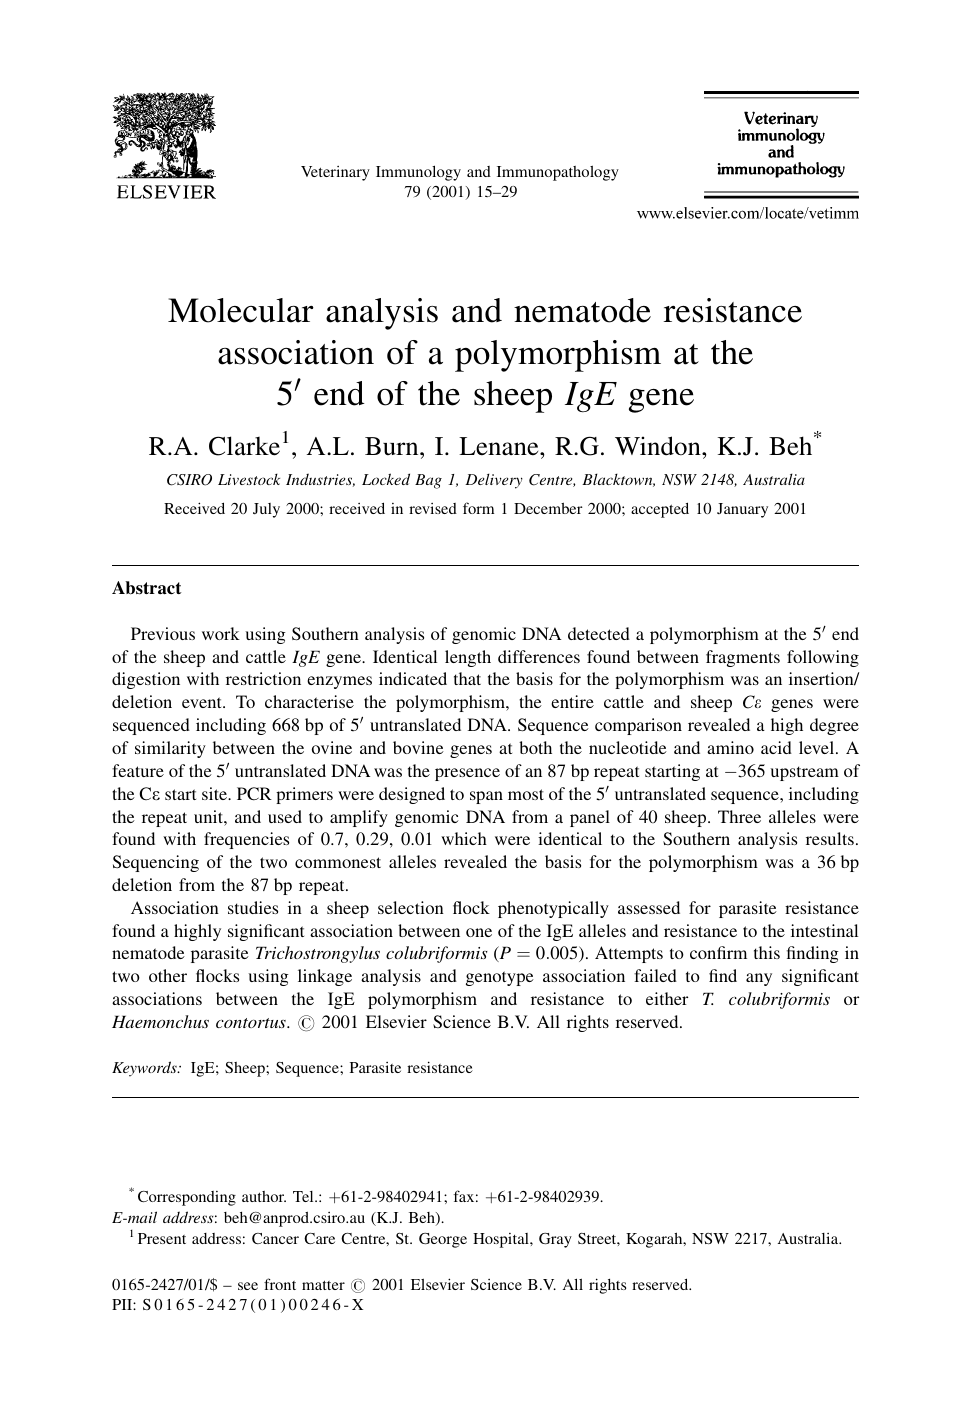 ELSEVIER
Veterinary Immunology and Immunopathology
79 (2001) 15–29
Veterinary
immunology
and
immunopathology
www.elsevier.com/locate/vetimm
Molecular analysis and nematode resistance
association of a polymorphism at the
5′ end of the sheep IgE gene
R.A. Clarke1, A.L. Burn, I. Lenane, R.G. Windon, K.J. Beh*
CSIRO Livestock Industries, Locked Bag 1, Delivery Centre, Blacktown, NSW 2148, Australia
Received 20 July 2000; received in revised form 1 December 2000; accepted 10 January 2001
Abstract
Previous work using Southern analysis of genomic DNA detected a polymorphism at the 5′ end
of the sheep and cattle IgE gene. Identical length differences found between fragments following
digestion with restriction enzymes indicated that the basis for the polymorphism was an insertion/
deletion event. To characterise the polymorphism, the entire cattle and sheep Cε genes were
sequenced including 668 bp of 5′ untranslated DNA. Sequence comparison revealed a high degree
of similarity between the ovine and bovine genes at both the nucleotide and amino acid level. A
feature of the 5′ untranslated DNA was the presence of an 87 bp repeat starting at −365 upstream of
the Cε start site. PCR primers were designed to span most of the 5′ untranslated sequence, including
the repeat unit, and used to amplify genomic DNA from a panel of 40 sheep. Three alleles were
found with frequencies of 0.7, 0.29, 0.01 which were identical to the Southern analysis results.
Sequencing of the two commonest alleles revealed the basis for the polymorphism was a 36 bp
deletion from the 87 bp repeat.
Association studies in a sheep selection flock phenotypically assessed for parasite resistance
found a highly significant association between one of the IgE alleles and resistance to the intestinal
nematode parasite Trichostrongylus colubriformis (P = 0.005). Attempts to confirm this finding in
two other flocks using linkage analysis and genotype association failed to find any significant
associations between the IgE polymorphism and resistance to either T. colubriformis or
Haemonchus contortus. © 2001 Elsevier Science B.V. All rights reserved.
Keywords: IgE; Sheep; Sequence; Parasite resistance
* Corresponding author. Tel.: +61-2-98402941; fax: +61-2-98402939.
E-mail address: beh@anprod.csiro.au (K.J. Beh).
1 Present address: Cancer Care Centre, St. George Hospital, Gray Street, Kogarah, NSW 2217, Australia.
0165-2427/01/$ – see front matter © 2001 Elsevier Science B.V. All rights reserved.
PII: S0165-2427(01)00246-X